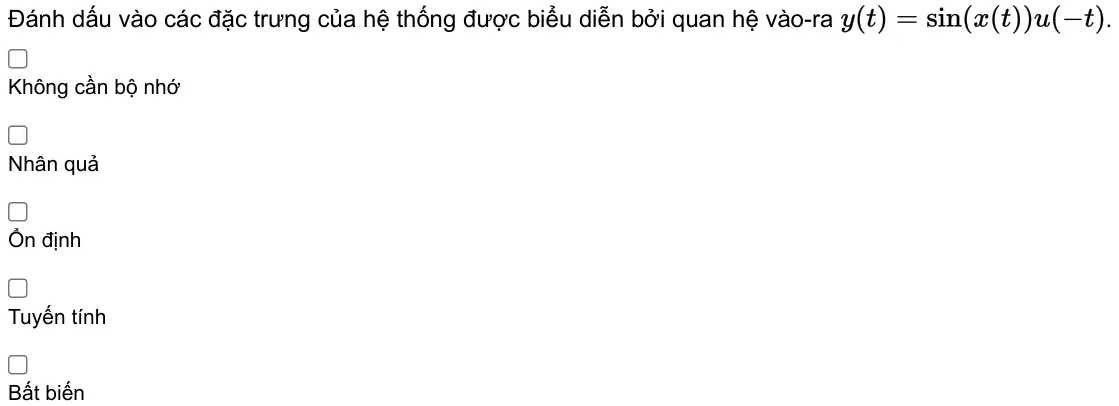 Đánh dấu vào các đặc trưng của hệ thống được biểu diễn bởi quan hệ vào-ra y(t) = sin(x(t))u(−t).
Không cần bộ nhớ
Nhân quả
Ổn định
Tuyến tính
Bất biến